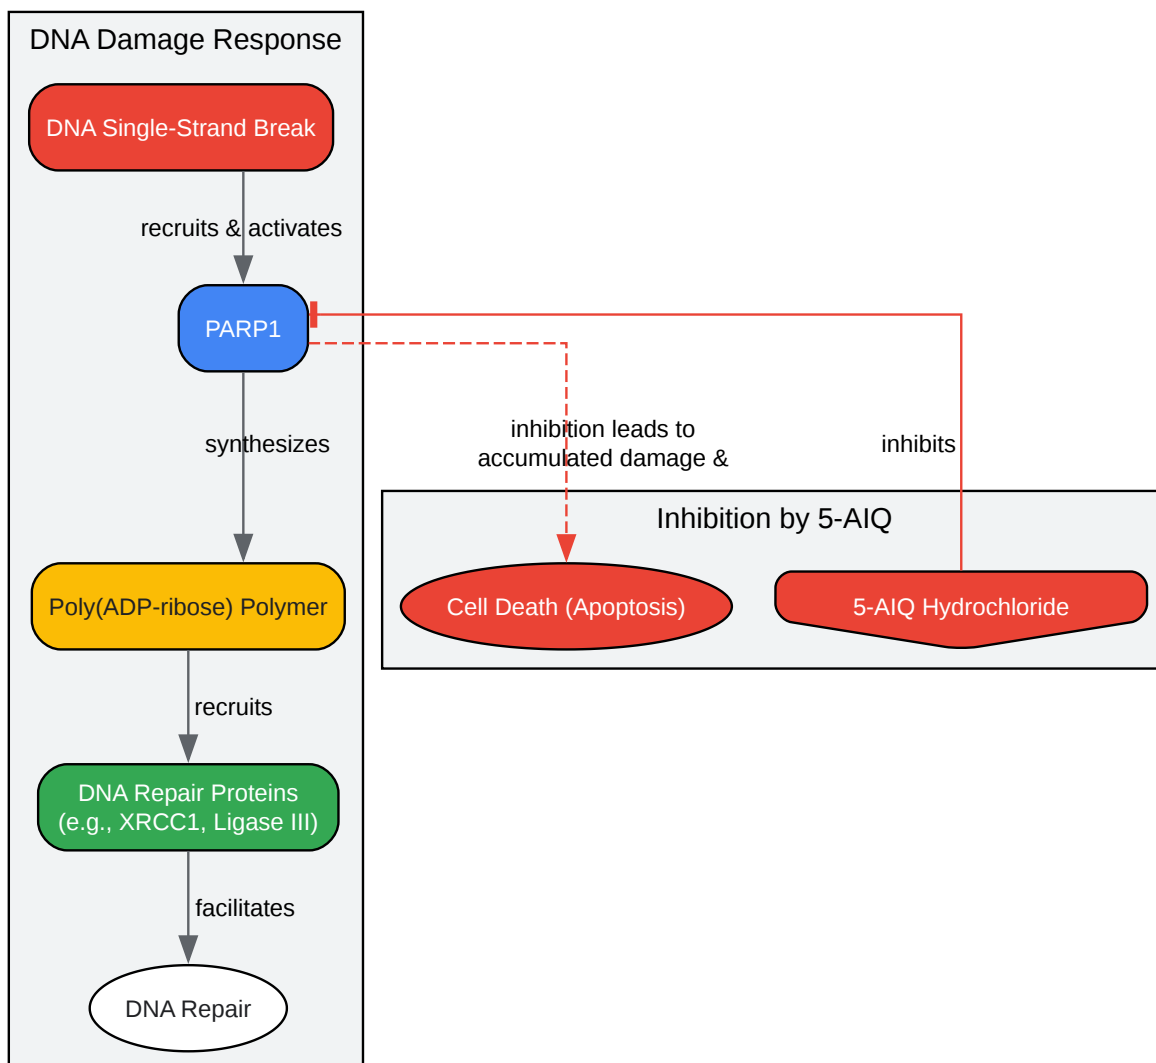 DNA Damage Response
DNA Single-Strand Break
recruits & activates
PARP1
synthesizes
Poly(ADP-ribose) Polymer
recruits
DNA Repair Proteins
(e.g., XRCC1, Ligase III)
facilitates
DNA Repair
inhibition leads to
accumulated damage &
inhibits
Inhibition by 5-AIQ
Cell Death (Apoptosis)
5-AIQ Hydrochloride